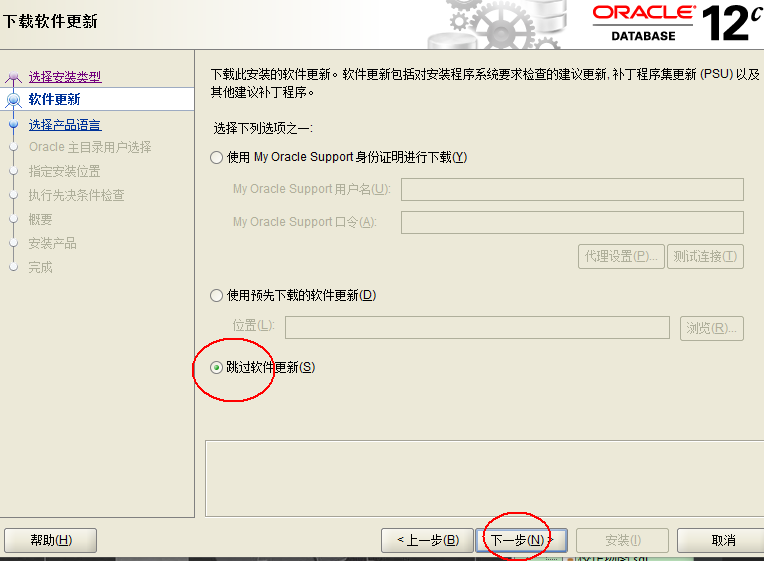 下载软件更新
ORACLE
DATABASE
12c
选择安装类型
软件更新
选择产品语言
Oracle 主目录用户选择
指定安装位置
执行先决条件检查
概要
安装产品
完成
下载此安装的软件更新。软件更新包括对安装程序系统要求检查的建议更新, 补丁程序集更新 (PSU) 以及
其他建议补丁程序。
选择下列选项之一:
使用 My Oracle Support 身份证明进行下载(Y)
My Oracle Support 用户名(U):
My Oracle Support 口令(A):
代理设置(P)... 测试连接(T)
使用预先下载的软件更新(D)
位置(L): 浏览(R)...
跳过软件更新(S)
帮助(H) < 上一步(B) 下一步(N) > 安装(I) 取消